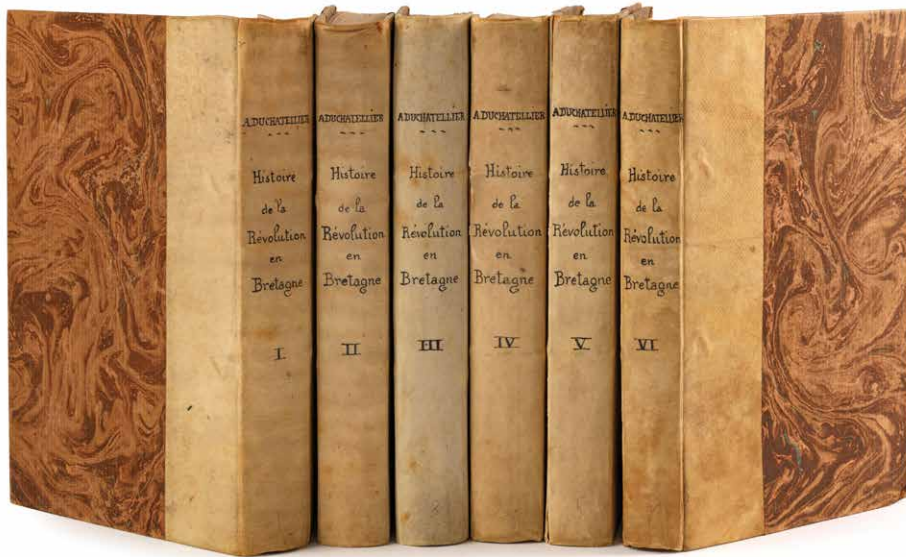 A.DUCHATELLIER
Histoire
de la
Révolution
en
Bretagne
I
A.DUCHATELLIER
Histoire
de la
Révolution
en
Bretagne
II
A.DUCHATELLIER
Histoire
de la
Révolution
en
Bretagne
III
A.DUCHATELLIER
Histoire
de la
Révolution
en
Bretagne
IV
A.DUCHATELLIER
Histoire
de la
Révolution
en
Bretagne
V
A.DUCHATELLIER
Histoire
de la
Révolution
en
Bretagne
VI